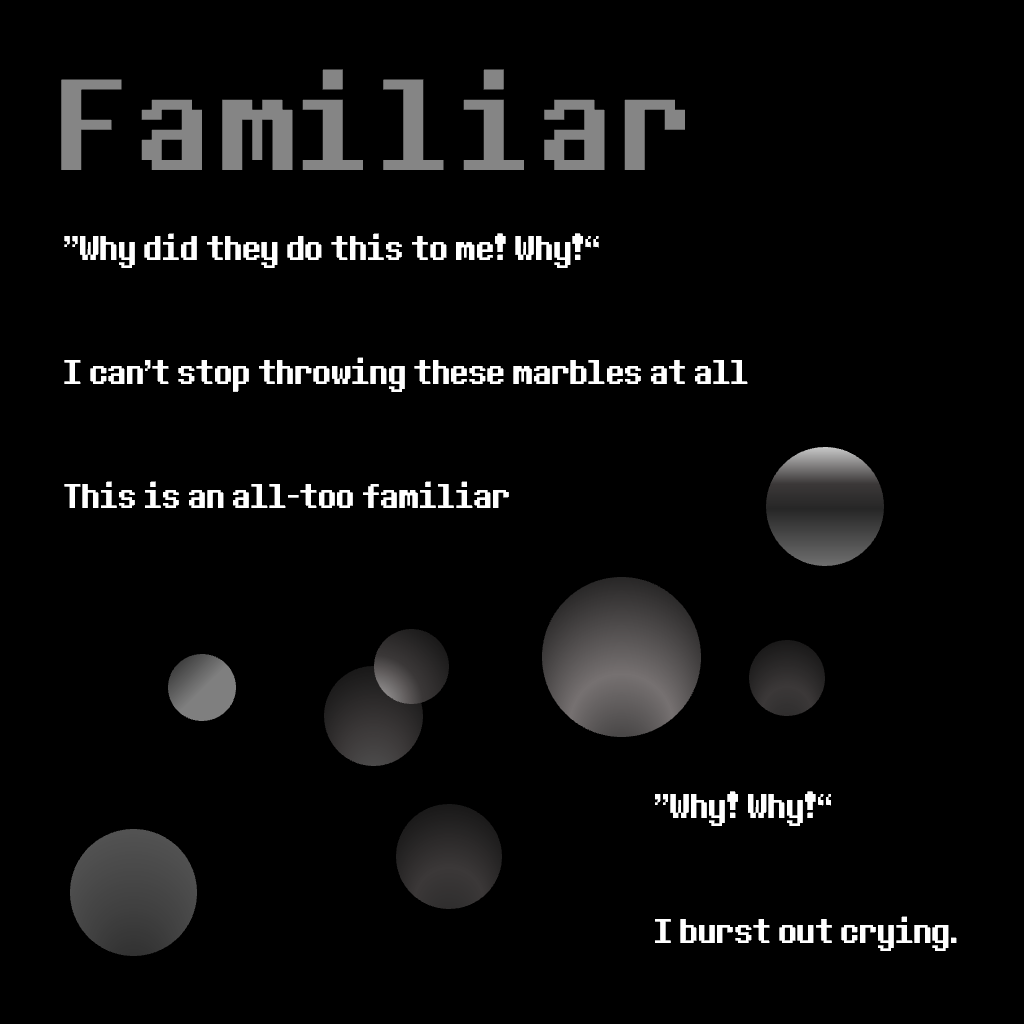 Familiar
”Why did they do this to me! Why!“
I can’t stop throwing these marbles at all
This is an all-too familiar
”Why! Why!“
I burst out crying.